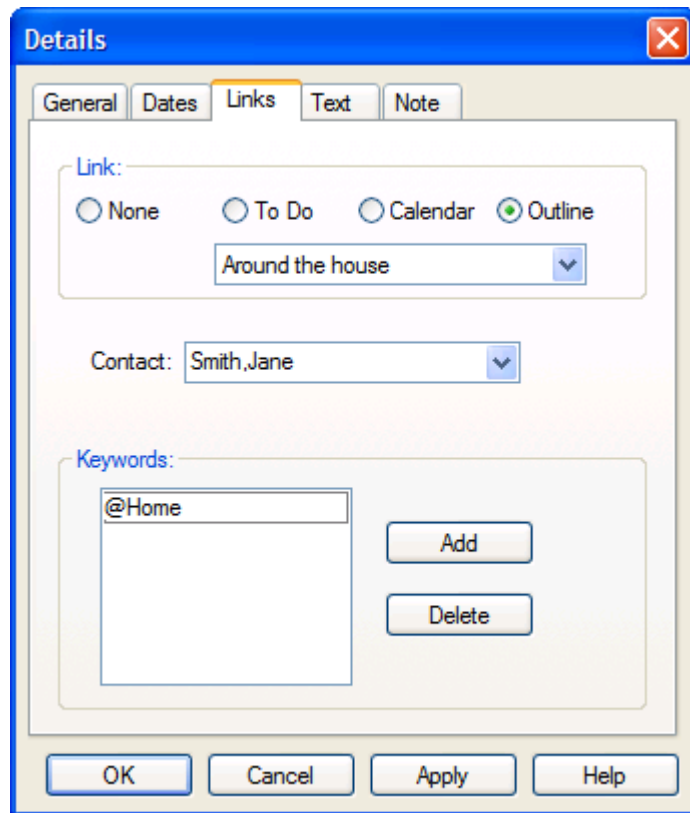 Details
General Dates Links Text Note
Link:
None To Do Calendar Outline
Around the house
Contact: Smith,Jane
Keywords:
@Home
Add
Delete
OK Cancel Apply Help